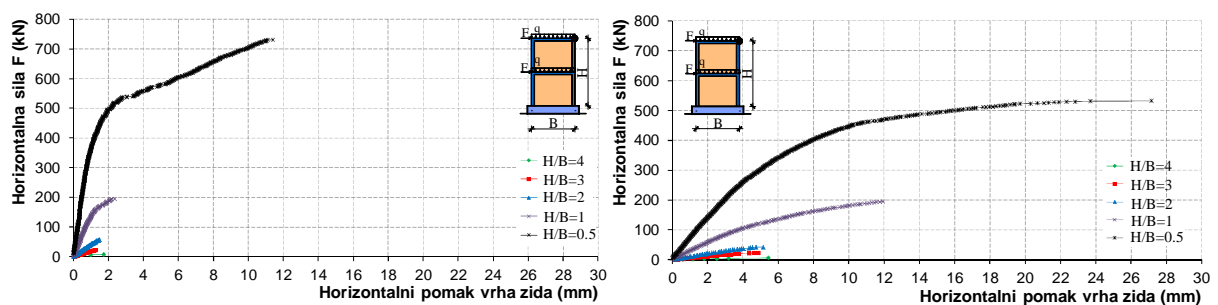 Horizontalna sila F (kN)
800
700
600
500
400
300
200
100
0
0 2 4 6 8 10 12 14 16 18 20 22 24 26 28 30
Horizontalni pomak vrha zida (mm)
q
F
q
F
H
B
H/B=4
H/B=3
H/B=2
H/B=1
H/B=0.5
Horizontalna sila F (kN)
800
700
600
500
400
300
200
100
0
0 2 4 6 8 10 12 14 16 18 20 22 24 26 28 30
Horizontalni pomak vrha zida (mm)
q
F
q
F
H
B
H/B=4
H/B=3
H/B=2
H/B=1
H/B=0.5